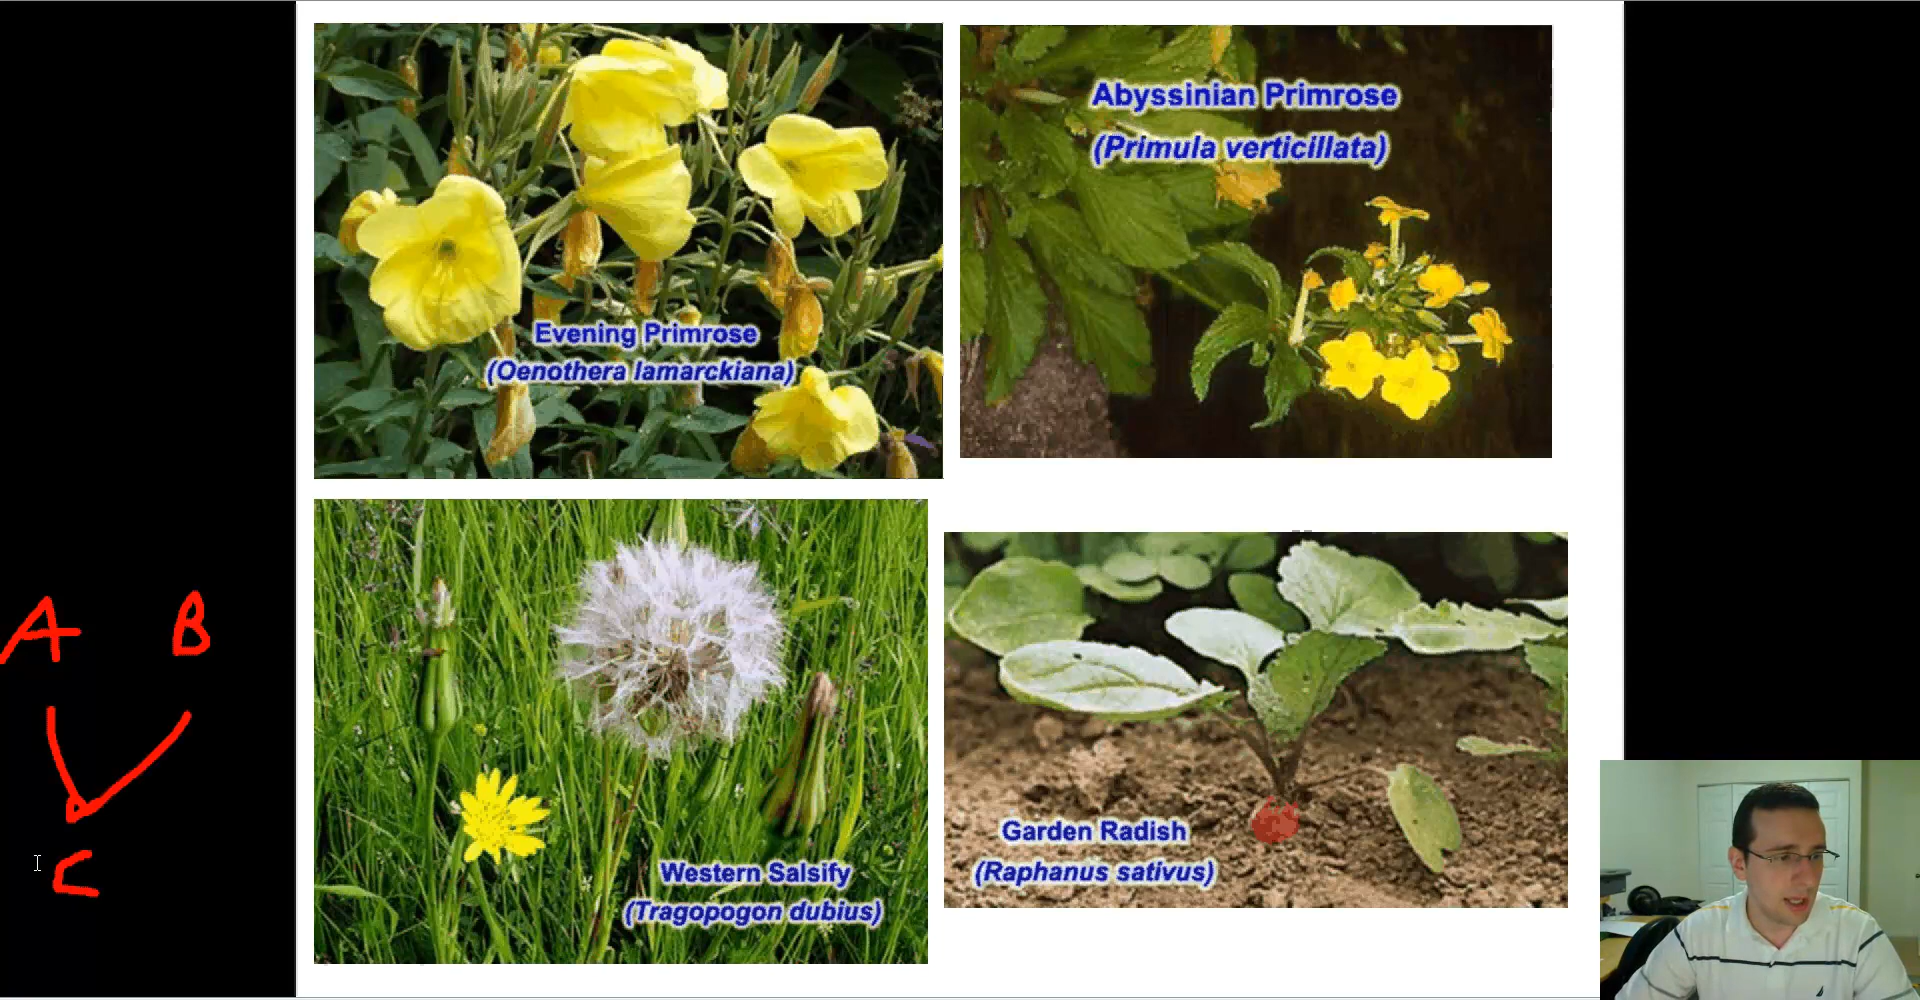 Evening Primrose
(Oenothera lamarckiana)
Abyssinian Primrose
(Primula verticillata)
A B
C
Western Salsify
(Tragopogon dubius)
Garden Radish
(Raphanus sativus)